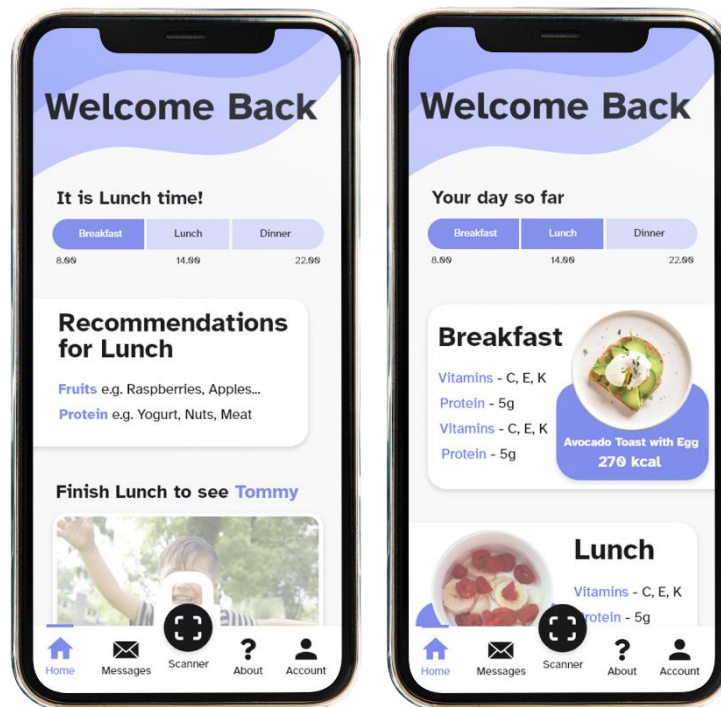 Welcome Back
It is Lunch time!
Breakfast Lunch Dinner
8.00 14.00 22.00
Recommendations
for Lunch
Fruits e.g. Raspberries, Apples...
Protein e.g. Yogurt, Nuts, Meat
Finish Lunch to see Tommy
Home Messages Scanner About Account
Welcome Back
Your day so far
Breakfast Lunch Dinner
8.00 14.00 22.00
Breakfast
Vitamins - C, E, K
Protein - 5g
Vitamins - C, E, K
Protein - 5g
Avocado Toast with Egg
270 kcal
Lunch
Vitamins - C, E, K
Protein - 5g
Home Messages Scanner About Account